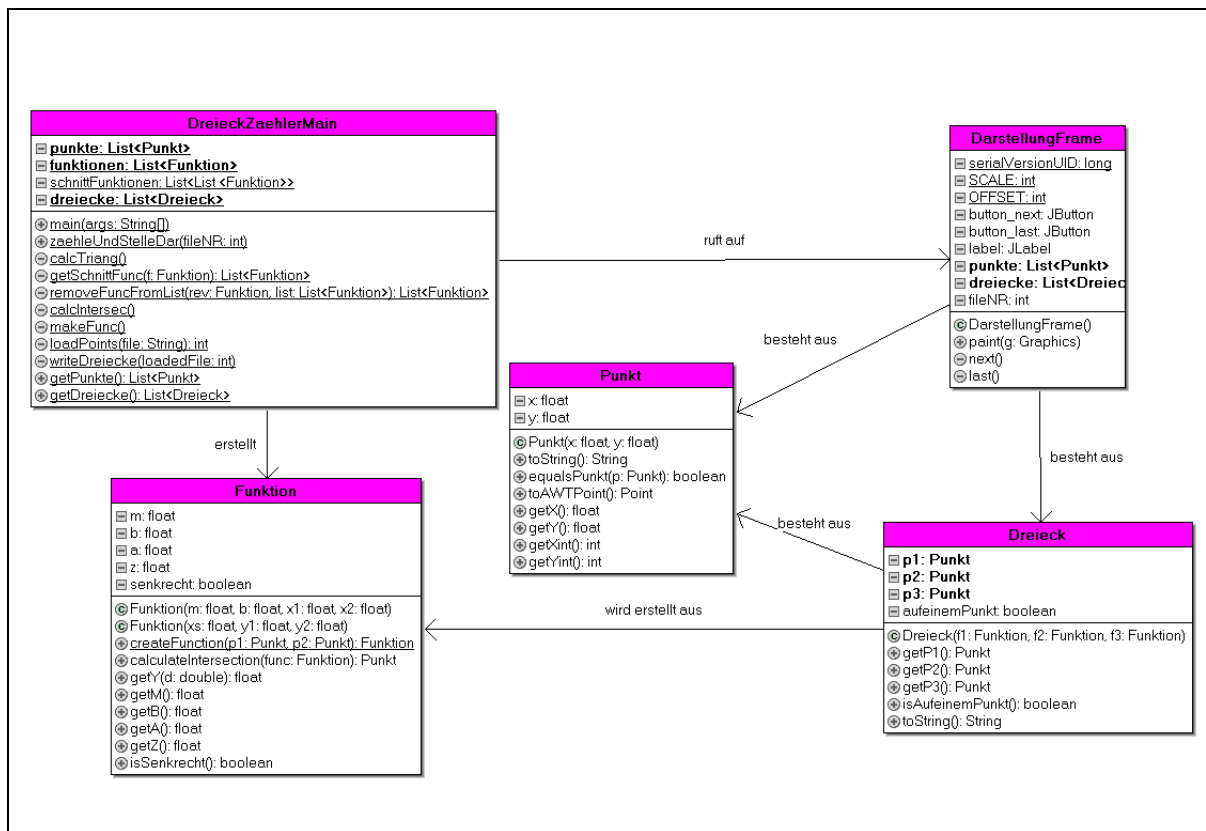 DreieckZaehlerMain
punkte: List<Punkt>
funktionen: List<Funktion>
schnittFunktionen: List<List <Funktion>>
dreiecke: List<Dreieck>
main(args: String[])
zaehleUndStelleDar(fileNR: int)
calcTriang()
getSchnittFunc(f: Funktion): List<Funktion>
removeFuncFromList(rev: Funktion, list: List<Funktion>): List<Funktion>
calcIntersec()
makeFunc()
loadPoints(file: String): int
writeDreiecke(loadedFile: int)
getPunkte(): List<Punkt>
getDreiecke(): List<Dreieck>
ruft auf
DarstellungFrame
serialVersionUID: long
SCALE: int
OFFSET: int
button_next: JButton
button_last: JButton
label: JLabel
punkte: List<Punkt>
dreiecke: List<Dreiec
fileNR: int
DarstellungFrame()
paint(g: Graphics)
next()
last()
besteht aus
Punkt
x: float
y: float
Punkt(x: float, y: float)
toString(): String
equalsPunkt(p: Punkt): boolean
toAWTPoint(): Point
getX(): float
getY(): float
getXint(): int
getYint(): int
erstellt
besteht aus
besteht aus
Funktion
m: float
b: float
a: float
z: float
senkrecht: boolean
Funktion(m: float, b: float, x1: float, x2: float)
Funktion(xs: float, y1: float, y2: float)
createFunction(p1: Punkt, p2: Punkt): Funktion
calculateIntersection(func: Funktion): Punkt
getY(d: double): float
getM(): float
getB(): float
getA(): float
getZ(): float
isSenkrecht(): boolean
wird erstellt aus
Dreieck
p1: Punkt
p2: Punkt
p3: Punkt
aufeinemPunkt: boolean
Dreieck(f1: Funktion, f2: Funktion, f3: Funktion)
getP1(): Punkt
getP2(): Punkt
getP3(): Punkt
isAufeinemPunkt(): boolean
toString(): String